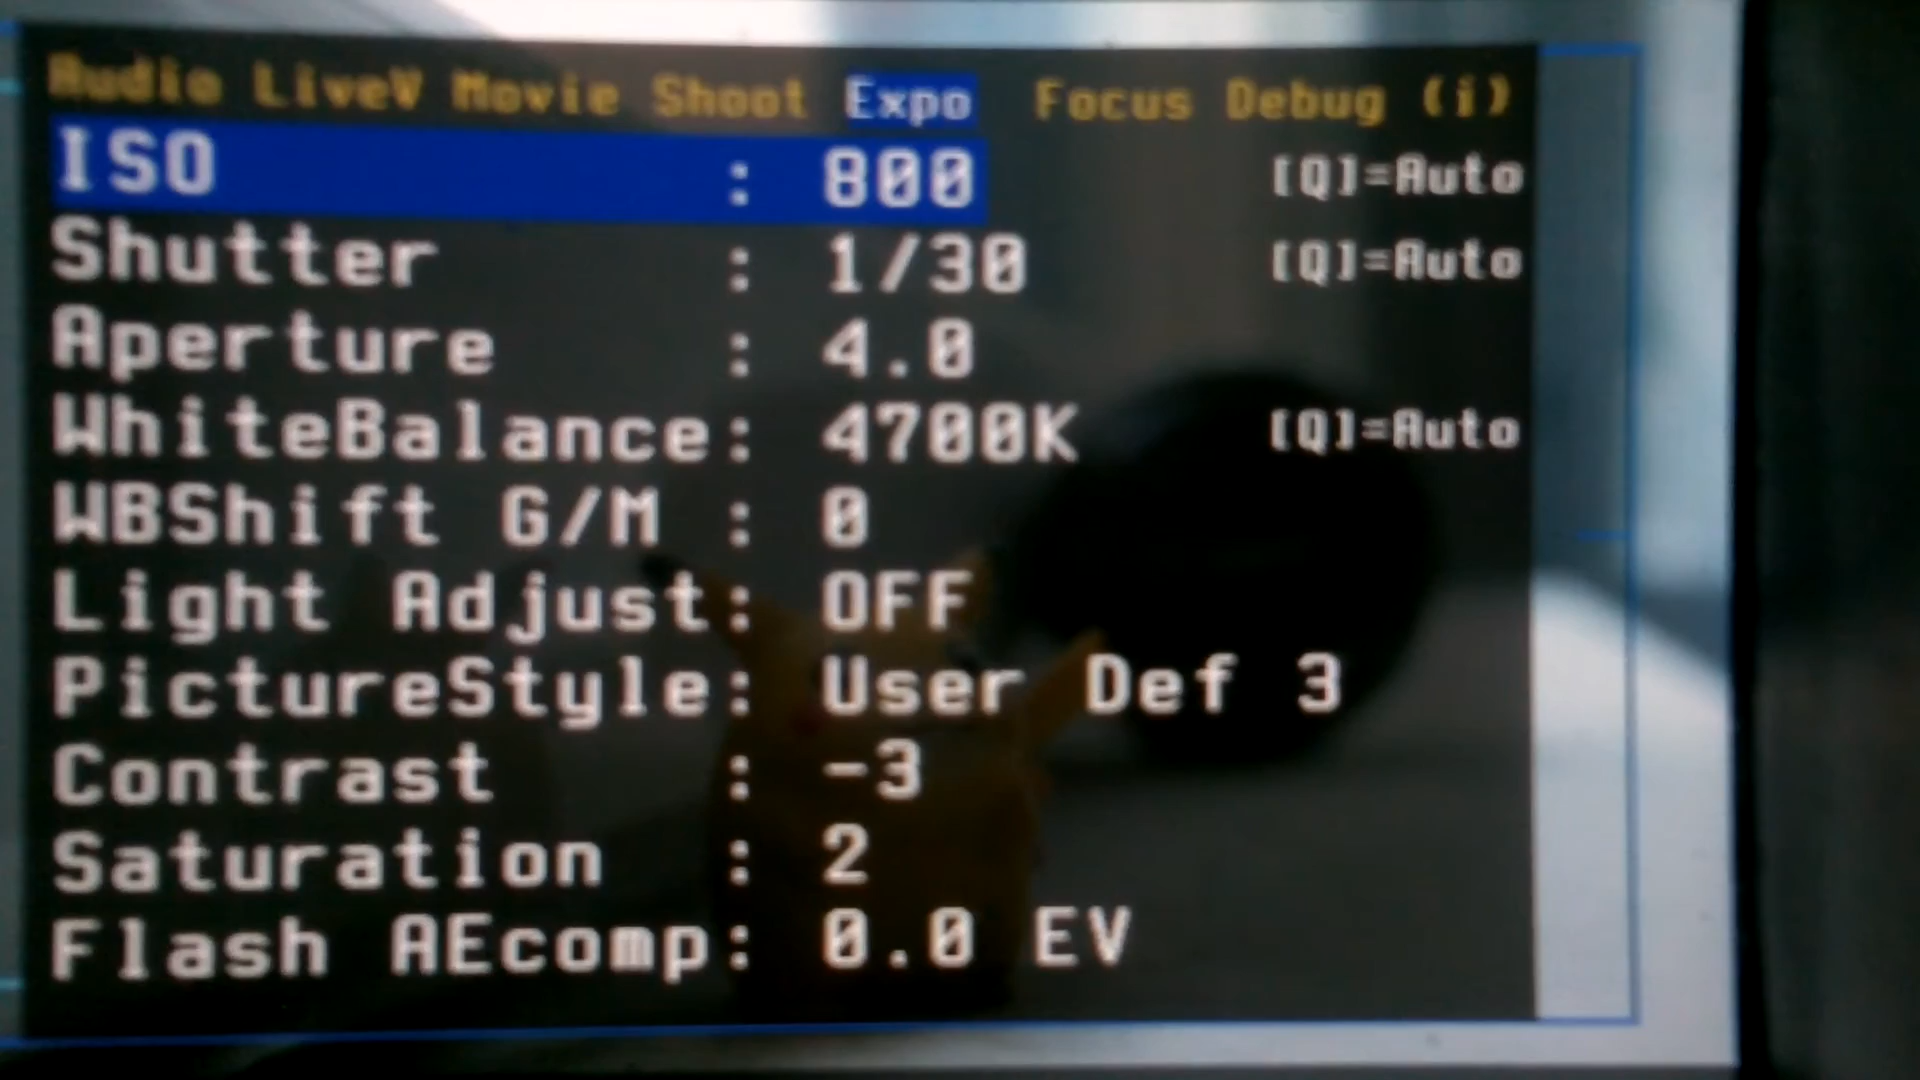 Audio LiveV Movie Shoot Expo Focus Debug (i)
ISO : 800 [Q]=Auto
Shutter : 1/30 [Q]=Auto
Aperture : 4.0
WhiteBalance: 4700K [Q]=Auto
WBShift G/M : 0
Light Adjust: OFF
PictureStyle: User Def 3
Contrast : -3
Saturation : 2
Flash AEcomp: 0.0 EV